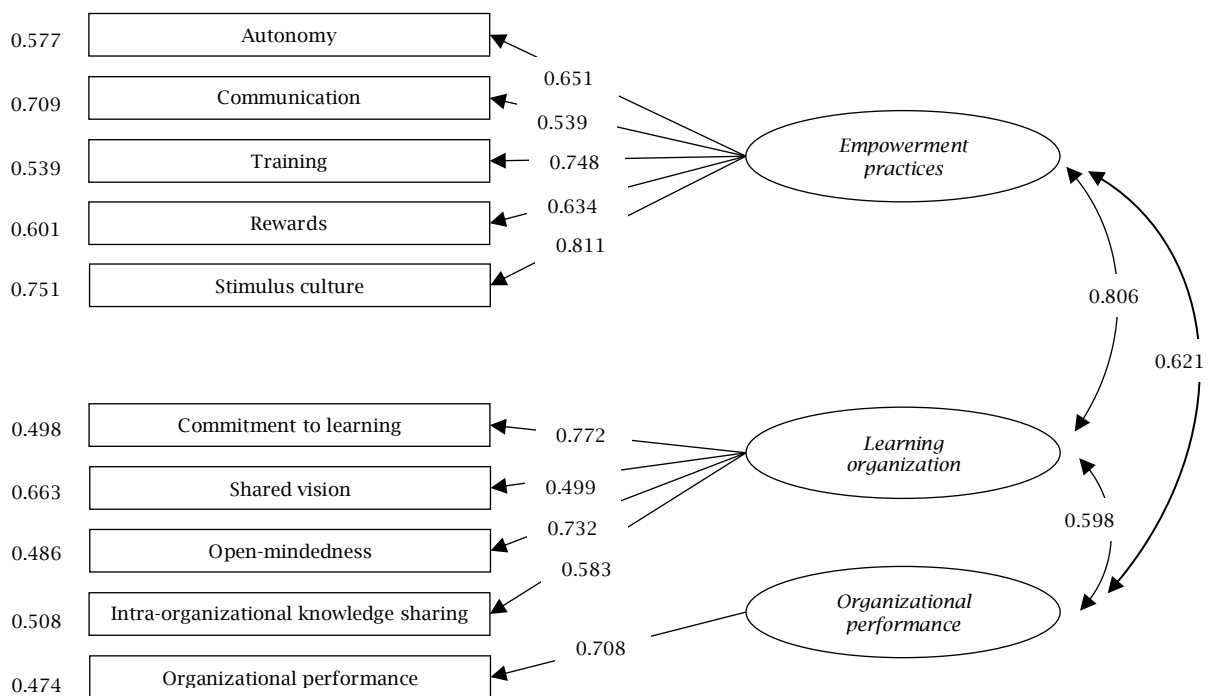 0.577 Autonomy
0.651
0.709 Communication
0.539
0.539 Training
0.748
0.601 Rewards
0.634
0.751 Stimulus culture
0.811
Empowerment
practices
0.806
0.621
0.498 Commitment to learning
0.772
0.663 Shared vision
0.499
0.486 Open-mindedness
0.732
0.508 Intra-organizational knowledge sharing
0.583
Learning
organization
0.598
0.474 Organizational performance
0.708
Organizational
performance